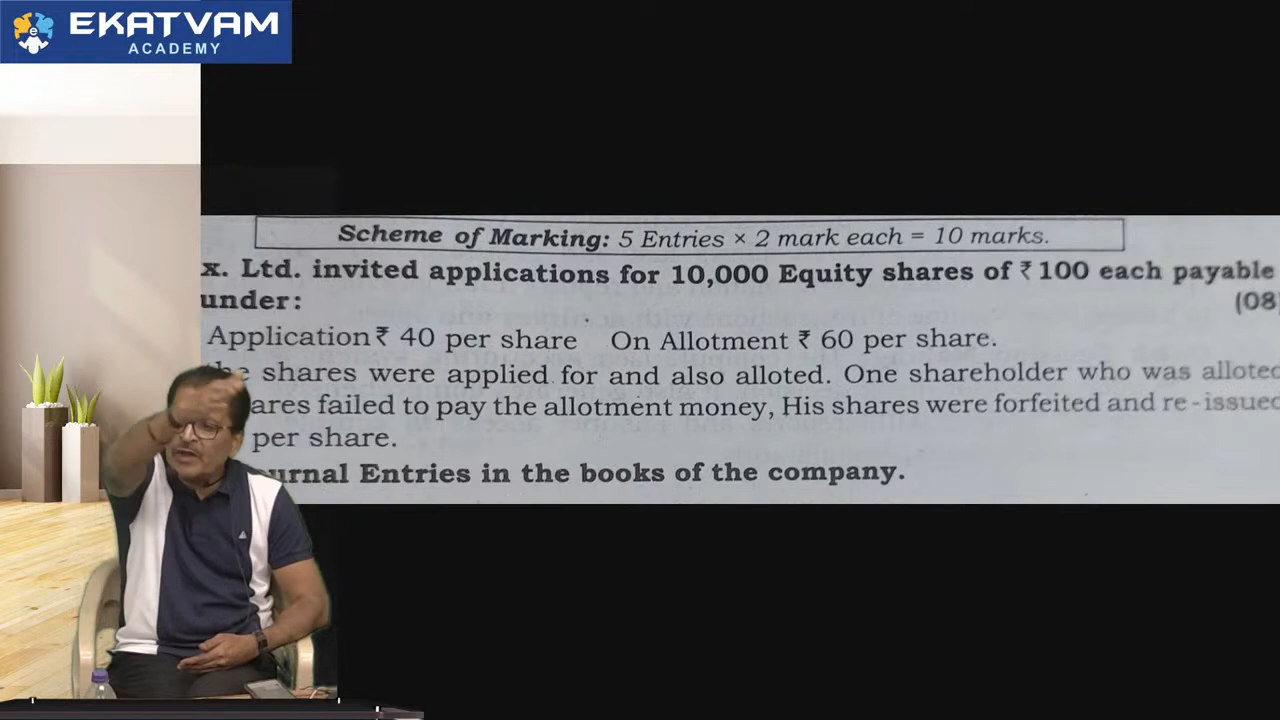 EKATVAM
ACADEMY
Scheme of Marking: 5 Entries × 2 mark each = 10 marks.
x. Ltd. invited applications for 10,000 Equity shares of ₹ 100 each payable
under: (08)
Application ₹ 40 per share On Allotment ₹ 60 per share.
shares were applied for and also alloted. One shareholder who was alloted
failed to pay the allotment money, His shares were forfeited and re-issued
per share.
Entries in the books of the company.